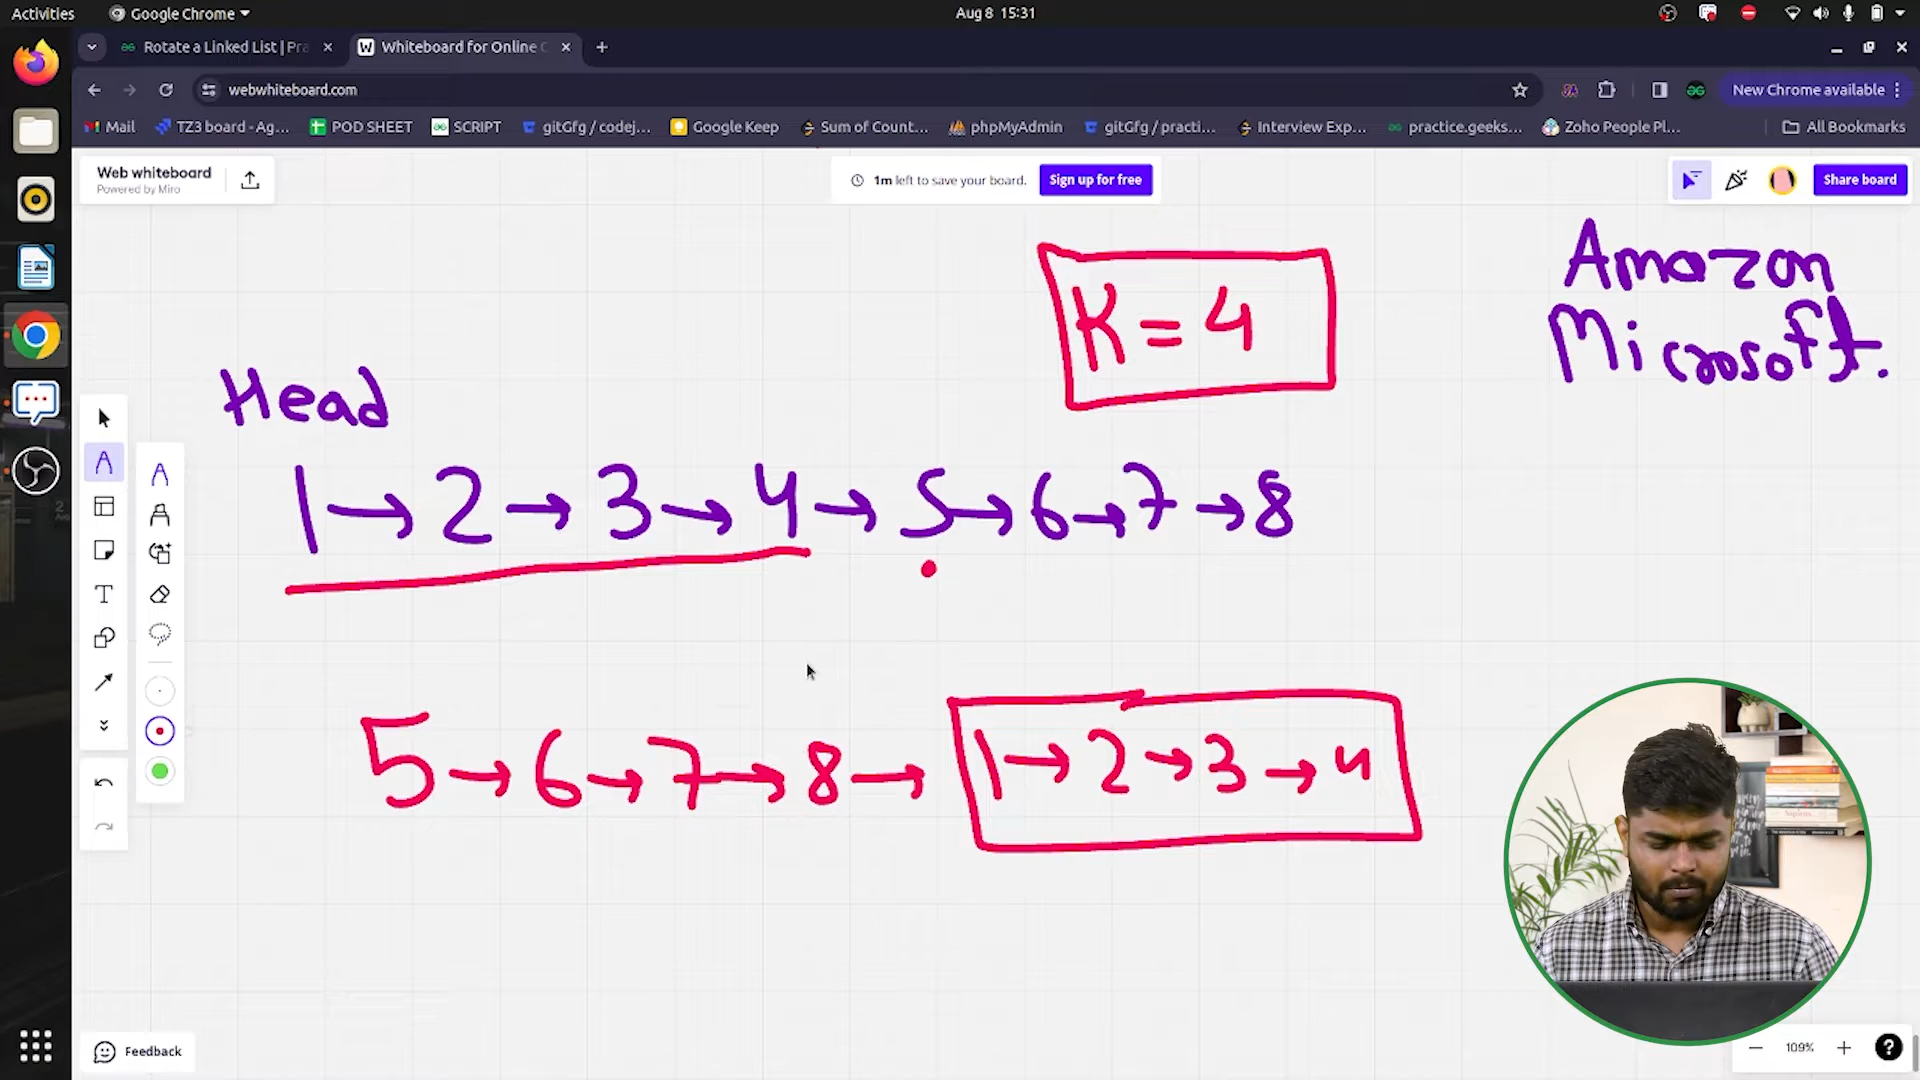 Activities
Google Chrome
Aug 8 15:31
Rotate a Linked List | Pra
Whiteboard for Online C
webwhiteboard.com
New Chrome available
Mail
TZ3 board - Ag...
POD SHEET
SCRIPT
gitGfg / codej...
Google Keep
Sum of Count...
phpMyAdmin
gitGfg / practi...
Interview Exp...
practice.geeks...
Zoho People Pl...
All Bookmarks
Web whiteboard
Powered by Miro
1m left to save your board.
Sign up for free
Share board
Amazon
Microsoft.
K = 4
Head
1 → 2 → 3 → 4 → 5 → 6 → 7 → 8
5 → 6 → 7 → 8 → 1 → 2 → 3 → 4
Feedback
109%